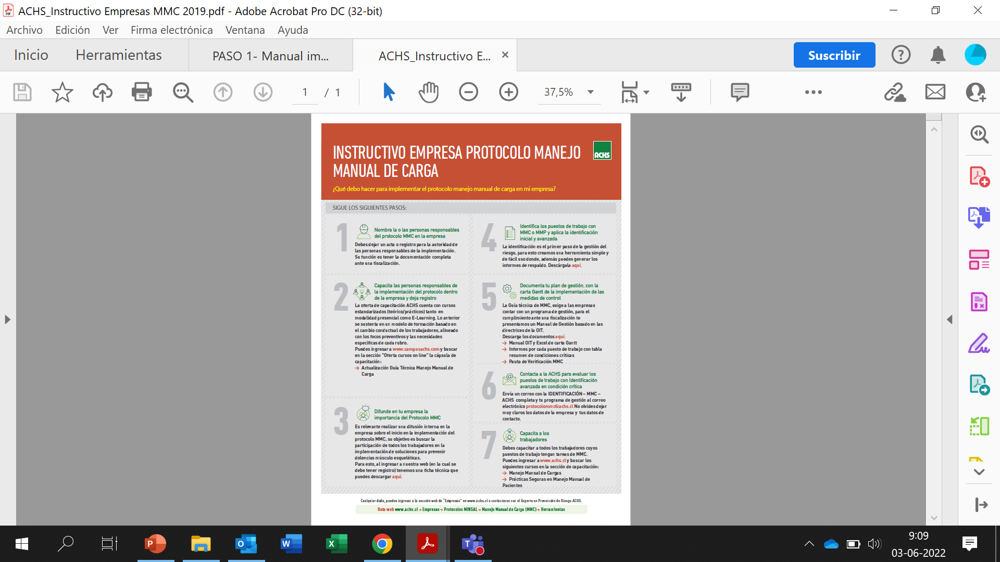 ACHS_Instructivo Empresas MMC 2019.pdf - Adobe Acrobat Pro DC (32-bit)
Archivo Edición Ver Firma electrónica Ventana Ayuda
Inicio Herramientas PASO 1- Manual im... ACHS_Instructivo E... Suscribir
1 / 1 37,5%
INSTRUCTIVO EMPRESA PROTOCOLO MANEJO
MANUAL DE CARGA
ACHS
¿Qué debo hacer para implementar el protocolo manejo manual de carga en mi empresa?
SIGUE LOS SIGUIENTES PASOS:
1
Nombra la o las personas responsables
del protocolo MMC en la empresa
Debes dejar un acta o registro para la autoridad de
las personas responsables de la implementación.
Su función es tener la documentación completa
ante una fiscalización.
2
Capacita las personas responsables de
la implementación del protocolo dentro
de la empresa y deja registro
La oferta de capacitación ACHS cuenta con cursos
estandarizados (teórico/prácticos) tanto en
modalidad presencial como E-Learning. Lo anterior
se sustenta en un modelo de formación basado en
el cambio conductual de los trabajadores, alineado
con los focos preventivos y las necesidades
específicas de cada rubro.
Puedes ingresar a www.campusachs.com y buscar
en la sección "Oferta cursos on line" la cápsula de
capacitación:
→ Actualización Guía Técnica Manejo Manual de
Carga
3
Difunde en tu empresa la
importancia del Protocolo MMC
Es relevante realizar una difusión interna en la
empresa sobre el inicio en la implementación del
protocolo MMC, su objetivo es buscar la
participación de todos los trabajadores en la
implementación de soluciones para prevenir
dolencias músculo esqueléticas.
Para esto, al ingresar a nuestra web (en la cual se
debe tener registro) tenemos una ficha técnica que
puedes descargar aquí.
4
Identifica los puestos de trabajo con
MMC o MMP y aplica la identificación
inicial y avanzada
La identificación es el primer paso de la gestión del
riesgo, para esto creamos una herramienta simple y
de fácil uso donde, además puedes generar los
informes de respaldo. Descárgala aquí.
5
Documenta tu plan de gestión, con la
carta Gantt de la implementación de las
medidas de control
La Guía técnica de MMC, exige a las empresas
contar con un programa de gestión, para el
cumplimiento ante una fiscalización te
presentamos un Manual de Gestión basado en las
directrices de la OIT.
Descarga los documentos aquí.
→ Manual OIT y Excel de carta Gantt
→ Informes por cada puesto de trabajo con tabla
resumen de condiciones críticas
→ Pauta de Verificación MMC
6
Contacta a la ACHS para evaluar los
puestos de trabajo con Identificación
avanzada en condición crítica
Envía un correo con la IDENTIFICACIÓN – MMC –
ACHS completa y tu programa de gestión al correo
electrónico protocolommc@achs.cl No olvides dejar
muy claros los datos de la empresa y tus datos de
contacto.
7
Capacita a los
trabajadores
Debes capacitar a todos los trabajadores cuyos
puestos de trabajo tengan tareas de MMC.
Puedes ingresar a www.achs.cl y buscar los
siguientes cursos en la sección de capacitación:
→ Manejo Manual de Cargas
→ Prácticas Seguras en Manejo Manual de
Pacientes
Cualquier duda, puedes ingresar a la sección web de "Empresas" en www.achs.cl o contactarse con el Experto en Prevención de Riesgo ACHS.
Ruta web www.achs.cl → Empresas → Protocolos MINSAL → Manejo Manual de Carga (MMC) → Herramientas
9:09
03-06-2022